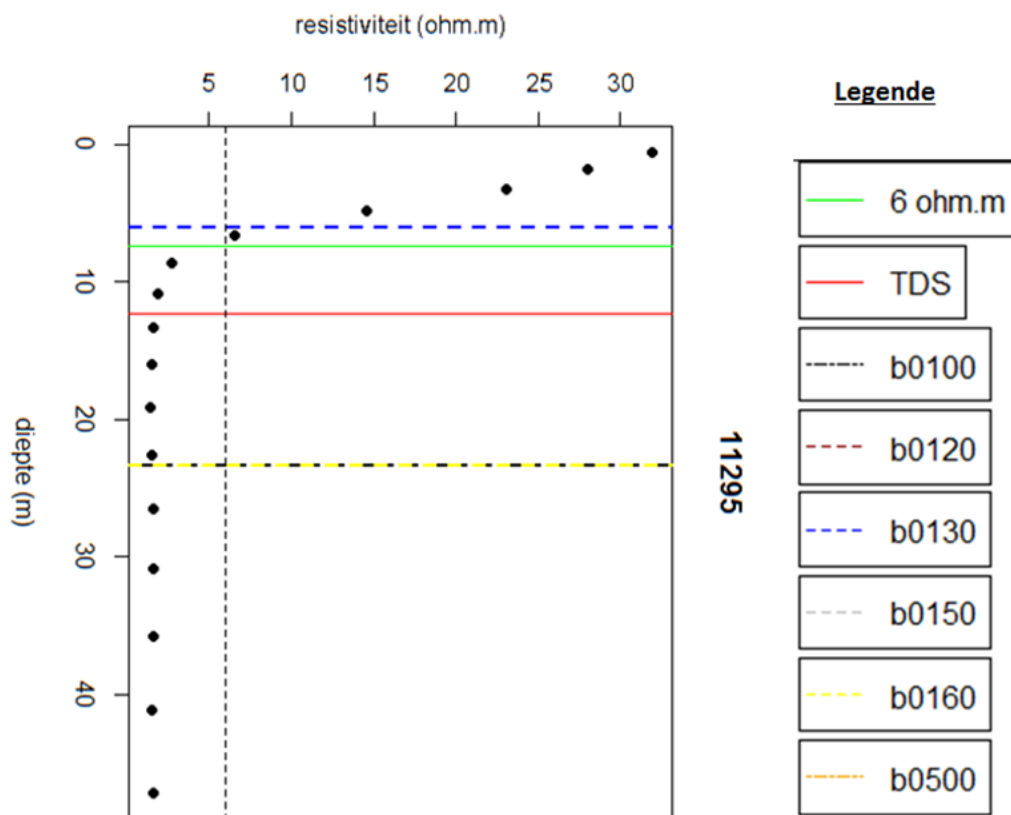 resistiviteit (ohm.m)
5 10 15 20 25 30
0
10
20
30
40
diepte (m)
11295
Legende
6 ohm.m
TDS
b0100
b0120
b0130
b0150
b0160
b0500